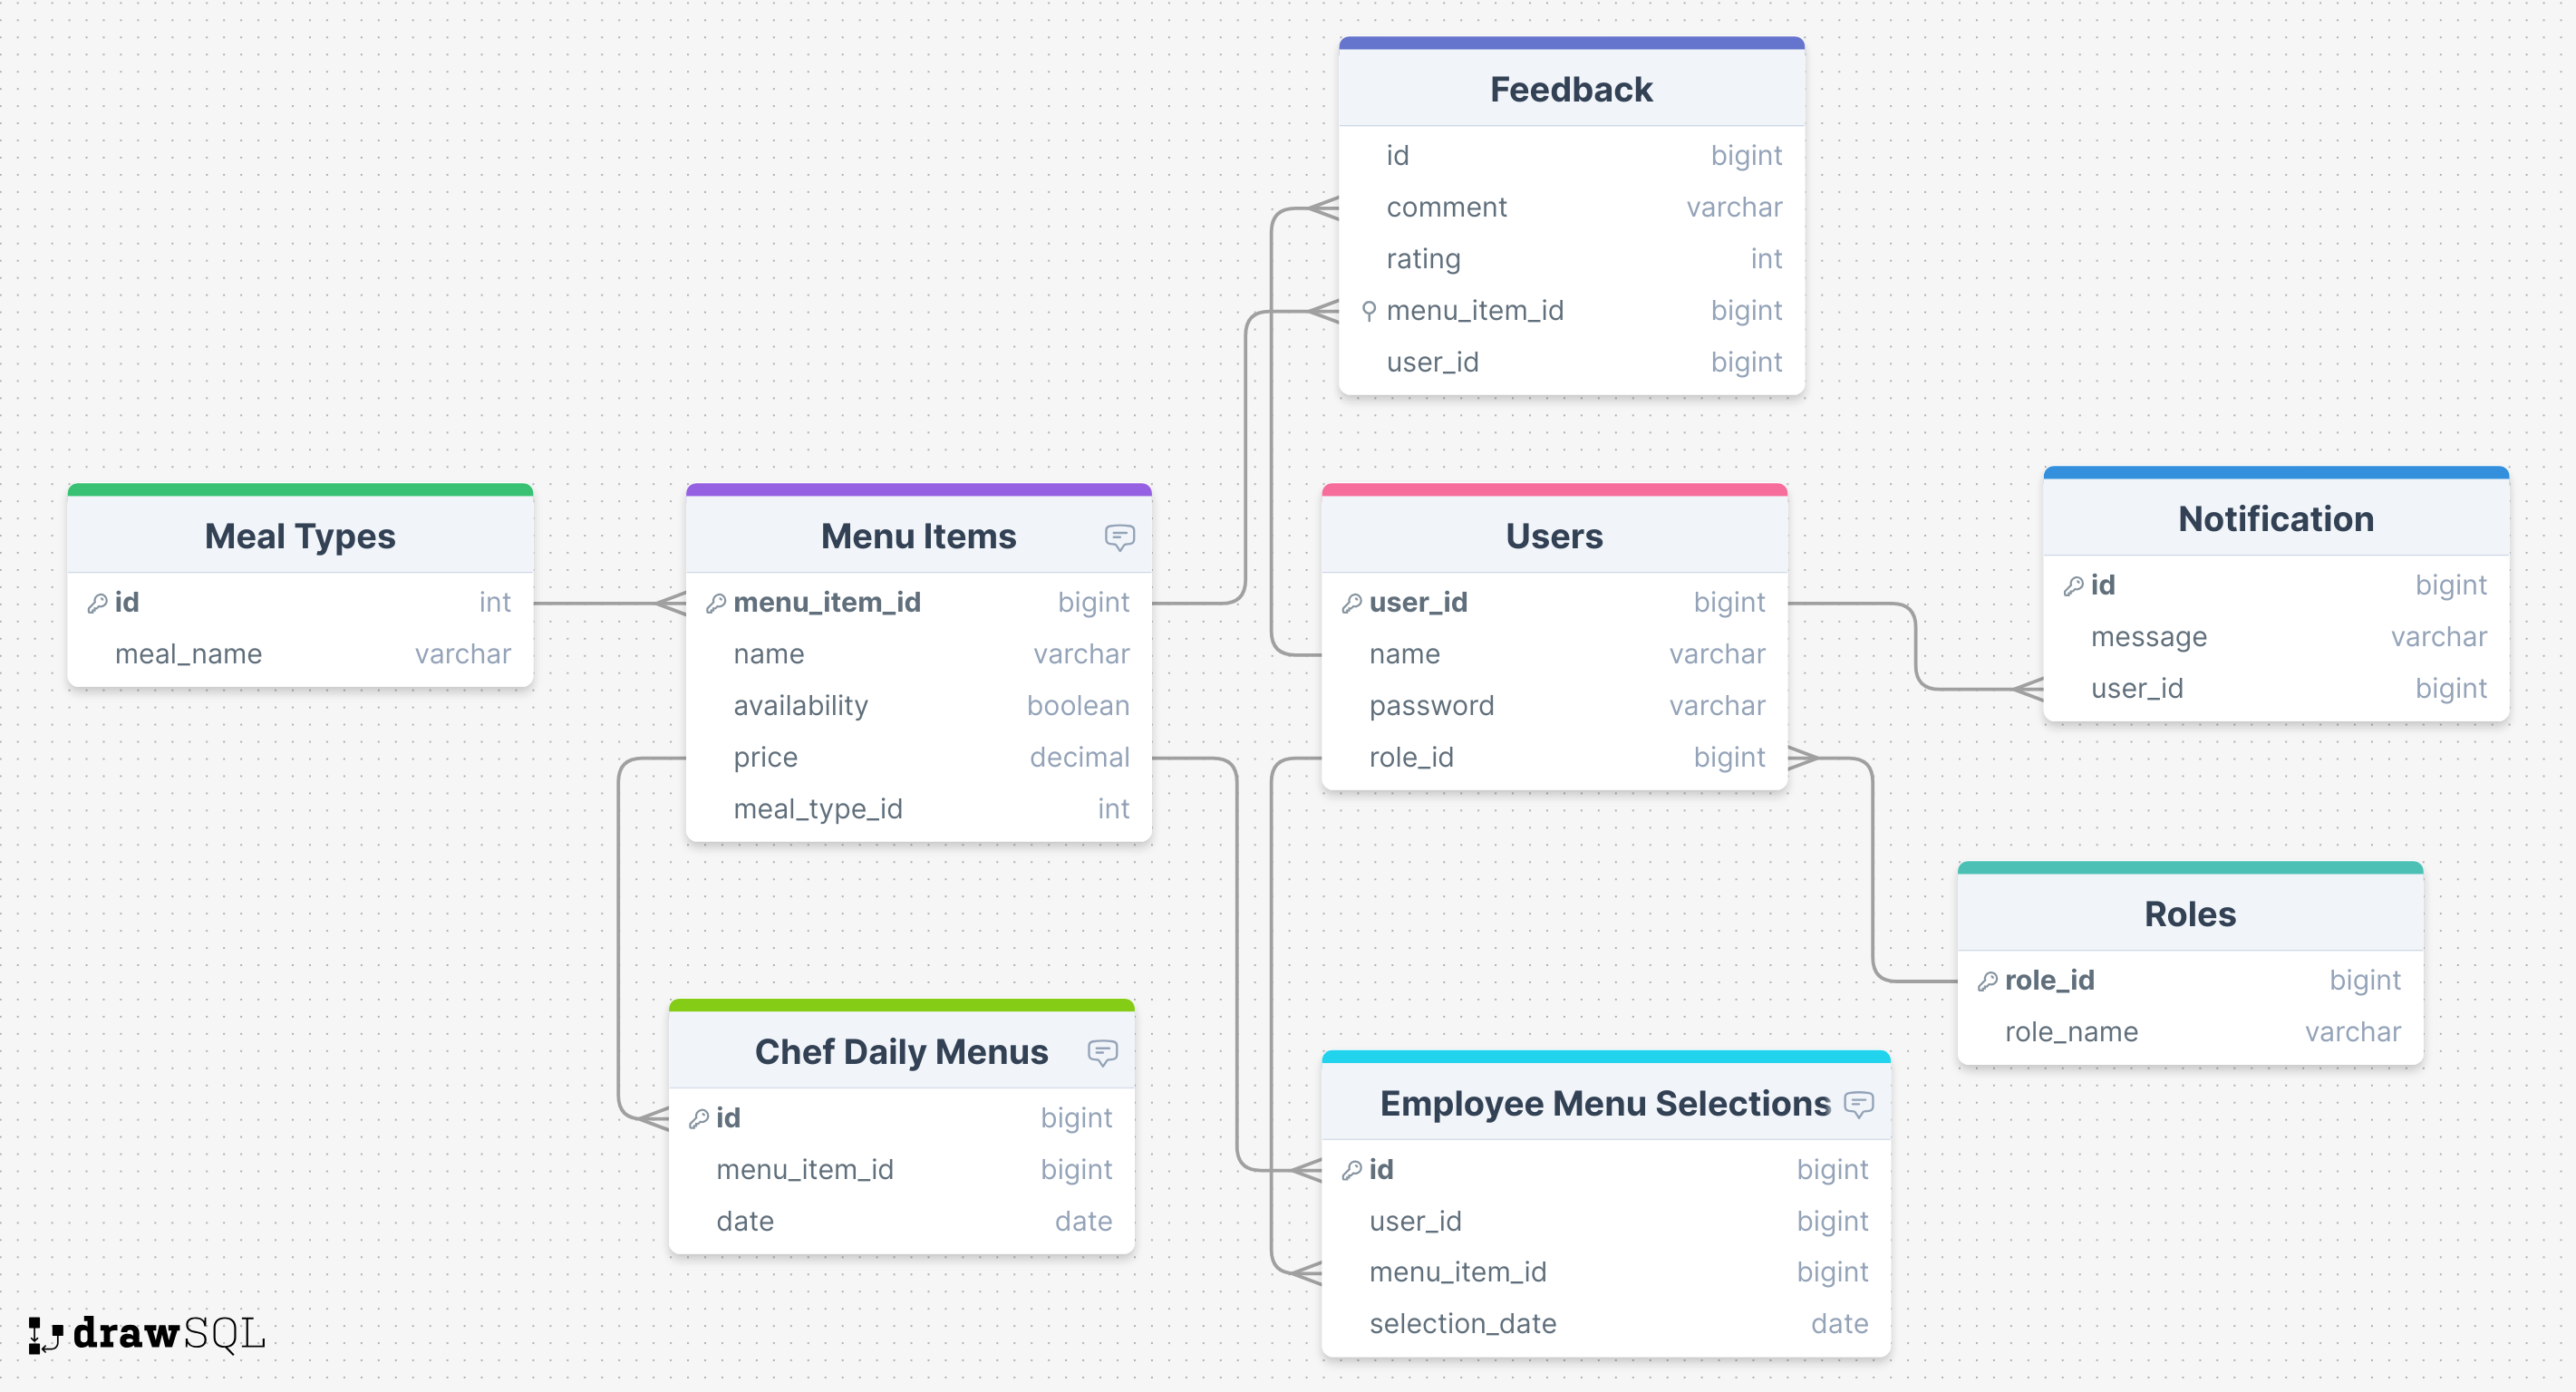 Feedback
id bigint
comment varchar
rating int
menu_item_id bigint
user_id bigint
Meal Types
id int
meal_name varchar
Menu Items
menu_item_id bigint
name varchar
availability boolean
price decimal
meal_type_id int
Users
user_id bigint
name varchar
password varchar
role_id bigint
Notification
id bigint
message varchar
user_id bigint
Roles
role_id bigint
role_name varchar
Chef Daily Menus
id bigint
menu_item_id bigint
date date
Employee Menu Selections
id bigint
user_id bigint
menu_item_id bigint
selection_date date
drawSQL